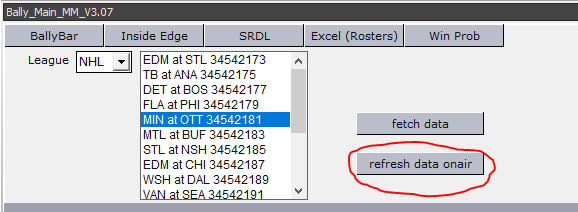 Bally_Main_MM_V3.07
BallyBar Inside Edge SRDL Excel (Rosters) Win Prob
League NHL
EDM at STL 34542173
TB at ANA 34542175
DET at BOS 34542177
FLA at PHI 34542179
MIN at OTT 34542181
MTL at BUF 34542183
STL at NSH 34542185
EDM at CHI 34542187
WSH at DAL 34542189
VAN at SEA 34542191
fetch data
refresh data onair